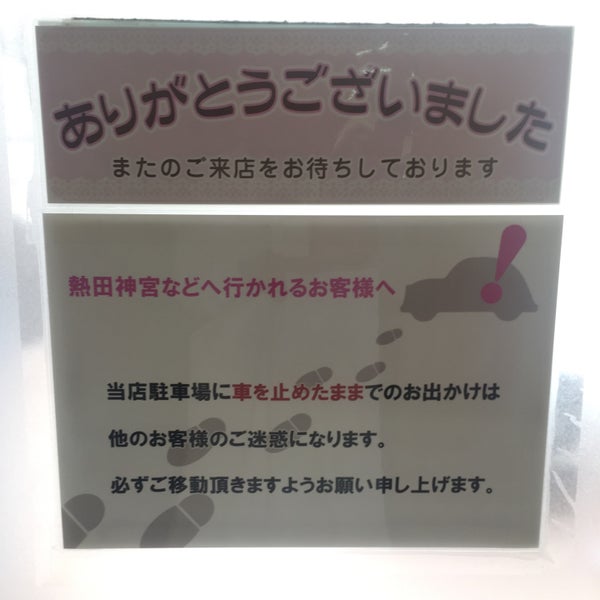 ありがとうございました
またのご来店をお待ちしております
熱田神宮などへ行かれるお客様へ
当店駐車場に車を止めたままでのお出かけは
他のお客様のご迷惑になります。
必ずご移動頂きますようお願い申し上げます。